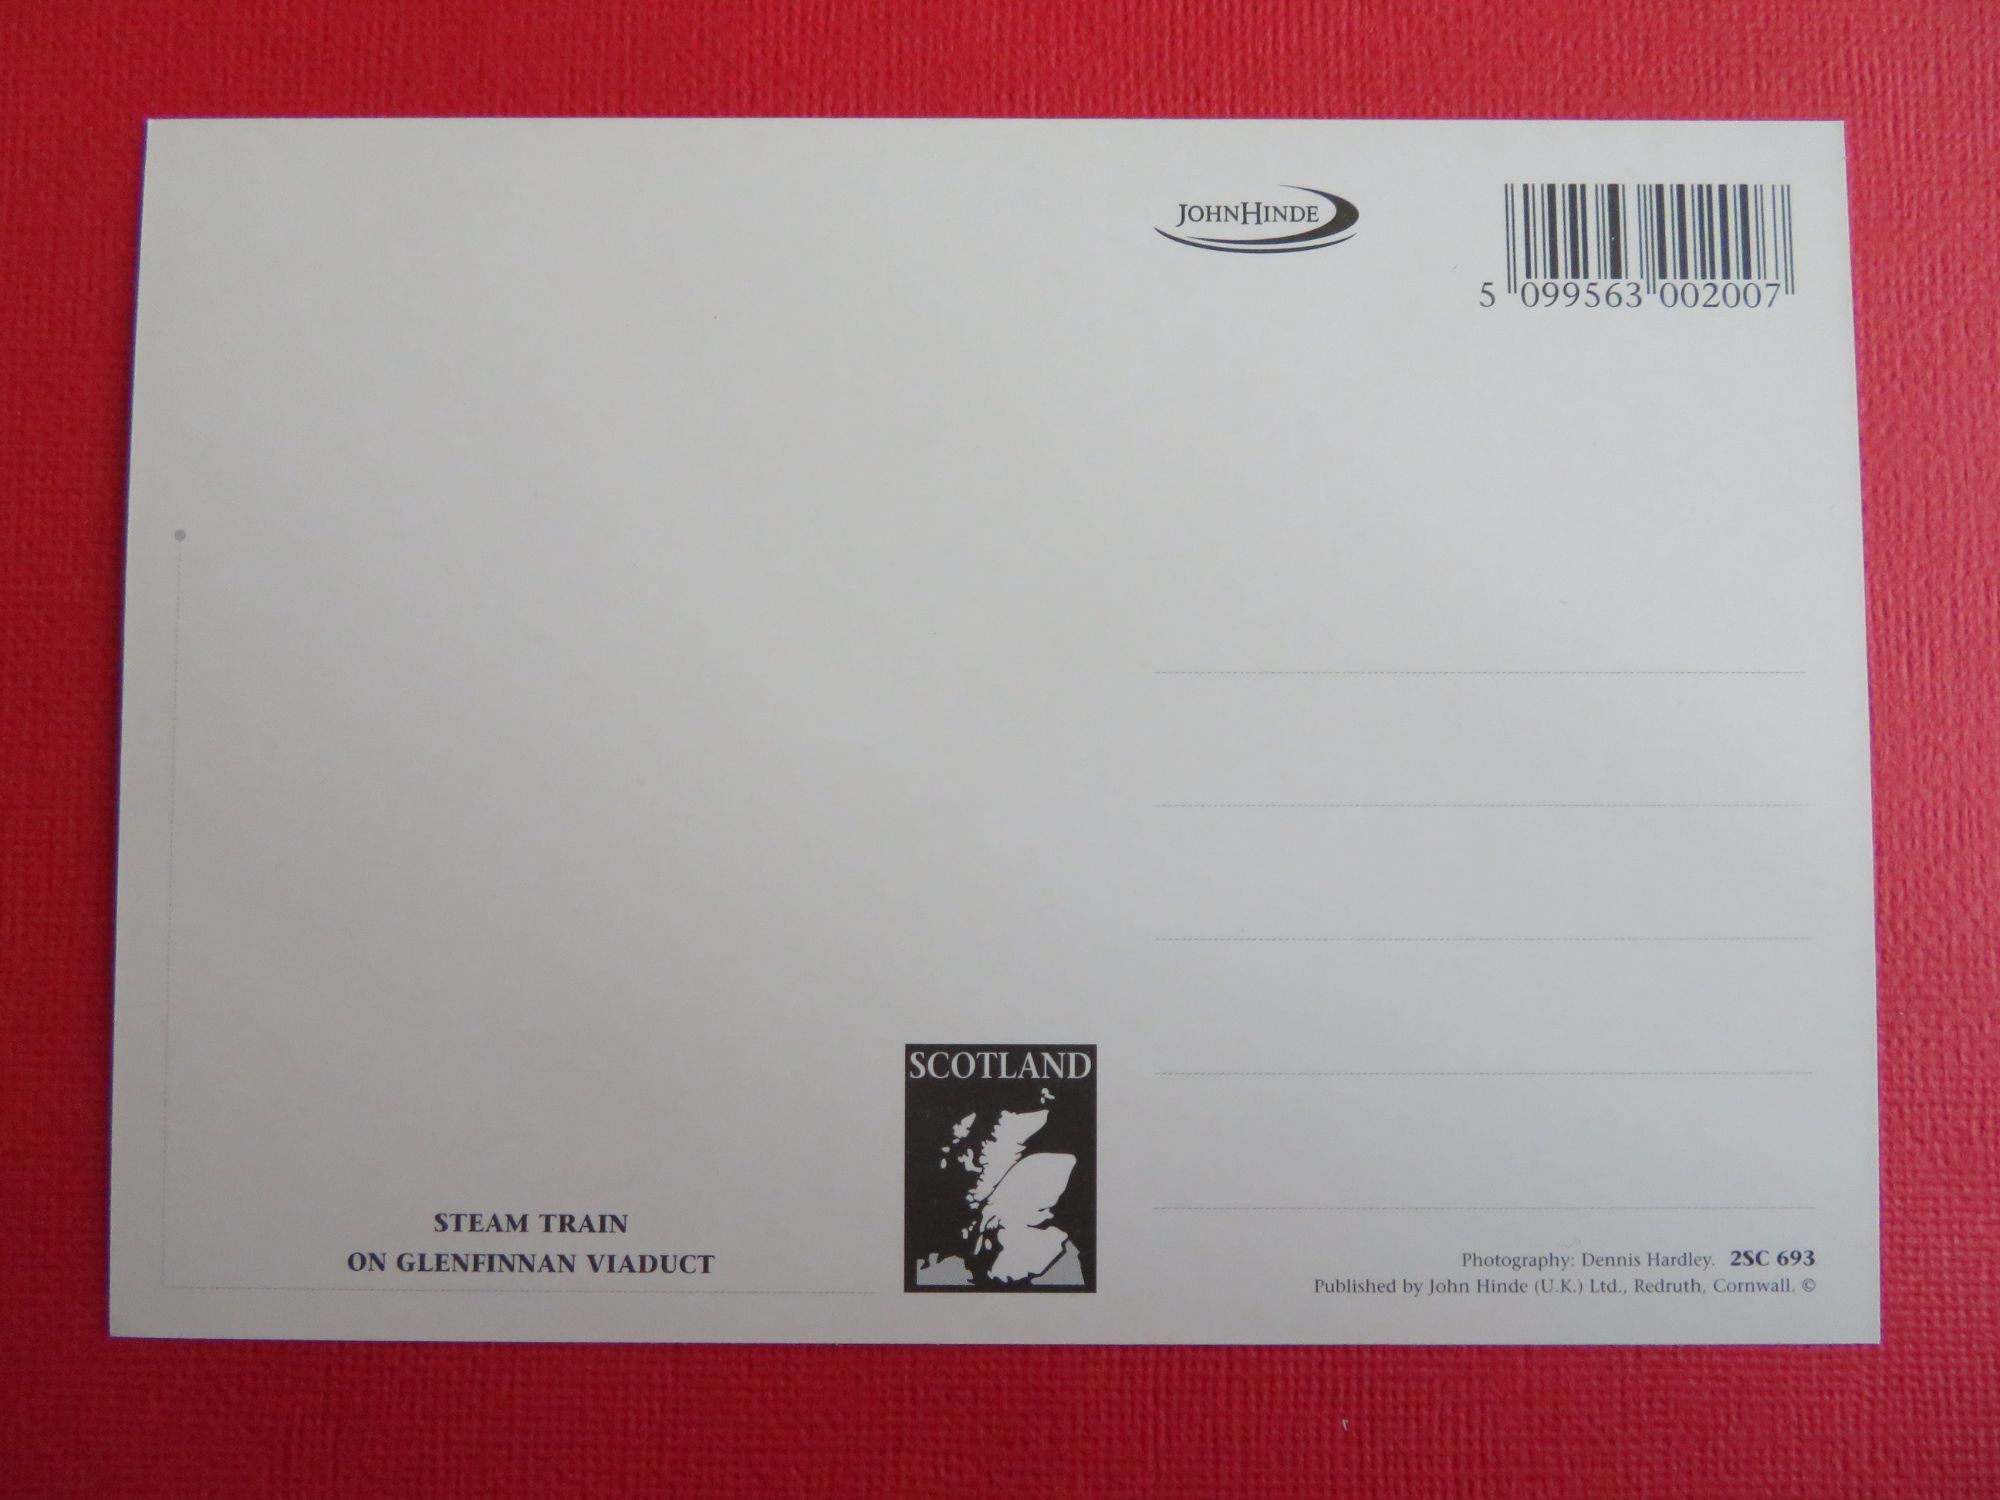 JOHNHINDE
5 099563 002007
SCOTLAND
STEAM TRAIN
ON GLENFINNAN VIADUCT
Photography: Dennis Hardley. 2SC 693
Published by John Hinde (U.K.) Ltd., Redruth, Cornwall. ©